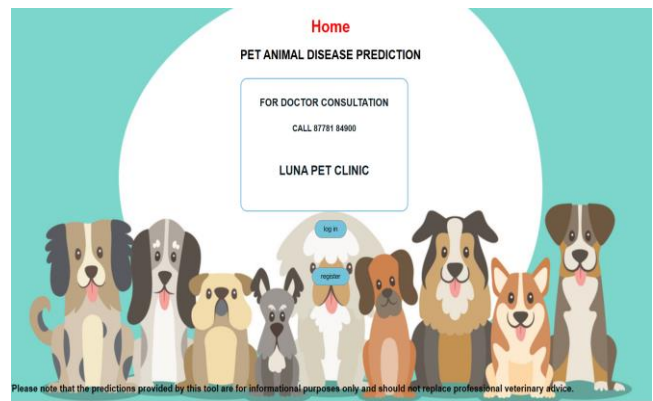 Home
PET ANIMAL DISEASE PREDICTION
FOR DOCTOR CONSULTATION
CALL 87781 84900
LUNA PET CLINIC
log in
register
Please note that the predictions provided by this tool are for informational purposes only and should not replace professional veterinary advice.